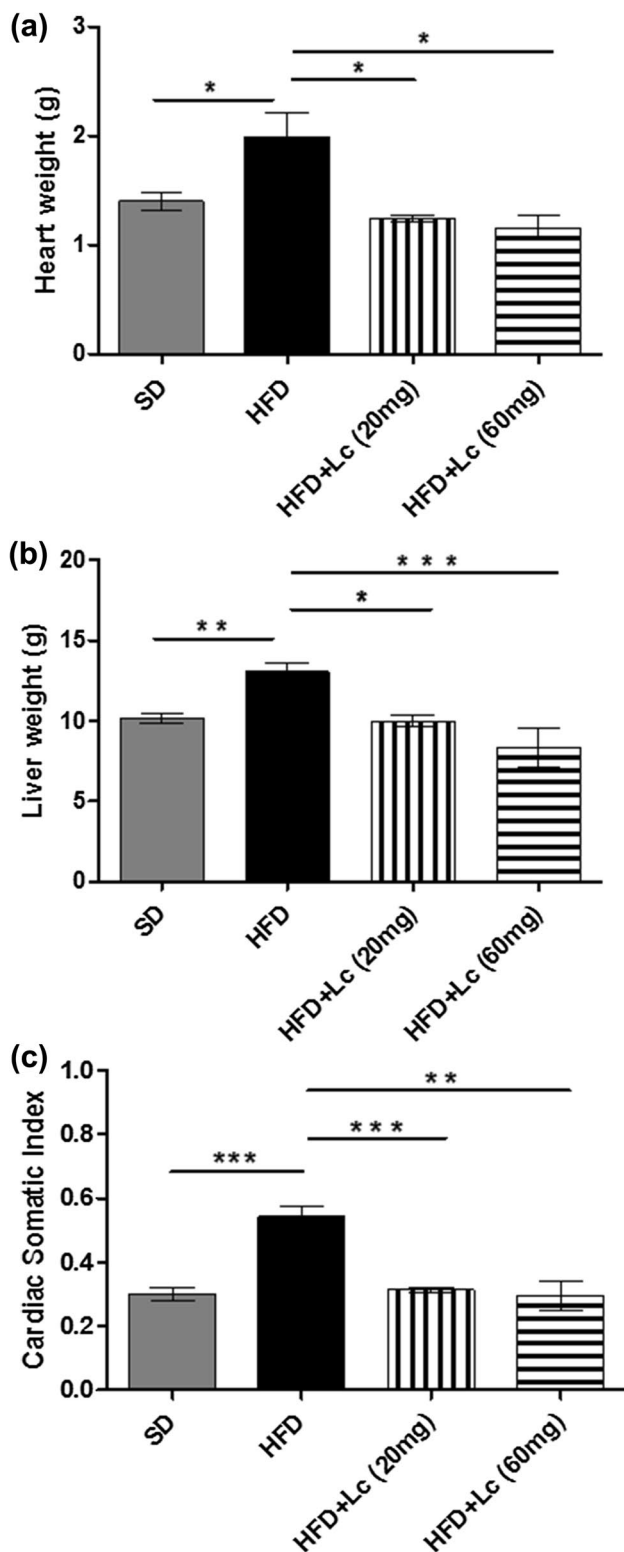 (a)
Heart weight (g)
3
2
1
0
*
*
*
SD
HFD
HFD+Lc (20mg)
HFD+Lc (60mg)
(b)
Liver weight (g)
20
15
10
5
0
* * *
*
* *
SD
HFD
HFD+Lc (20mg)
HFD+Lc (60mg)
(c)
Cardiac Somatic Index
1.0
0.8
0.6
0.4
0.2
0.0
* *
* * *
***
SD
HFD
HFD+Lc (20mg)
HFD+Lc (60mg)